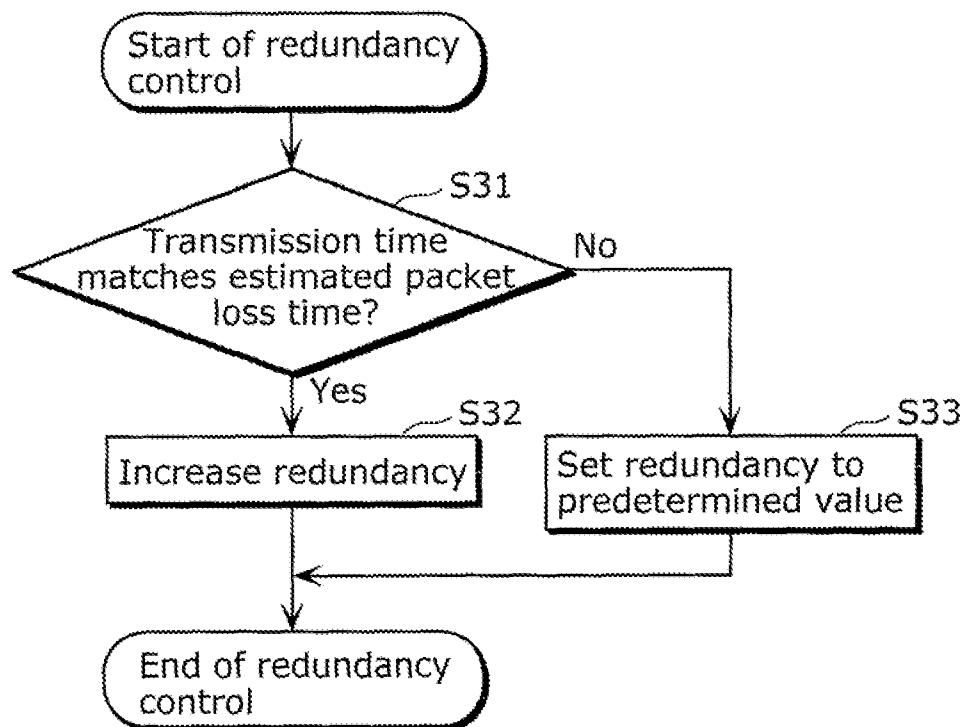 Start of redundancy
control
S31
Transmission time
matches estimated packet
loss time?
No
Yes
S32
Increase redundancy
S33
Set redundancy to
predetermined value
End of redundancy
control